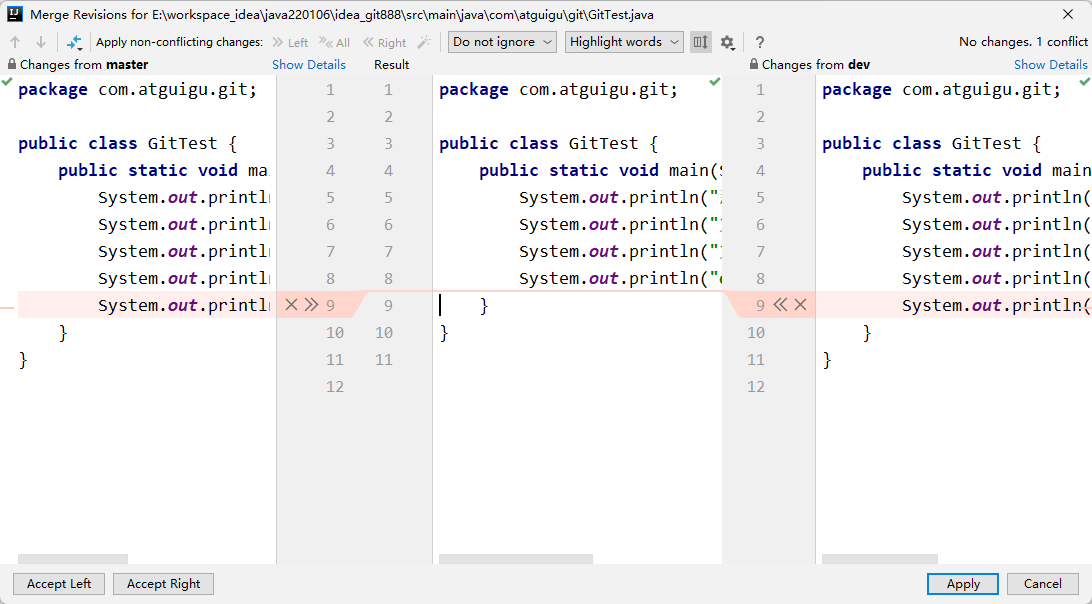 Merge Revisions for E:\workspace_idea\java220106\idea_git888\src\main\java\com\atguigu\git\GitTest.java
Apply non-conflicting changes: Left All Right Do not ignore Highlight words ? No changes. 1 conflict
Changes from master Show Details Result Changes from dev Show Details
package com.atguigu.git; 1 1 package com.atguigu.git; 1 package com.atguigu.git;
2 2 2
public class GitTest { 3 3 public class GitTest { 3 public class GitTest {
public static void ma 4 4 public static void main( 4 public static void main
System.out.println 5 5 System.out.println(" 5 System.out.println(
System.out.println 6 6 System.out.println(" 6 System.out.println(
System.out.println 7 7 System.out.println(" 7 System.out.println(
System.out.println 8 8 System.out.println(" 8 System.out.println(
System.out.println 9 9 } 9 System.out.println(
} 10 10 } 10 }
} 11 11 11 }
12 12
Accept Left Accept Right Apply Cancel